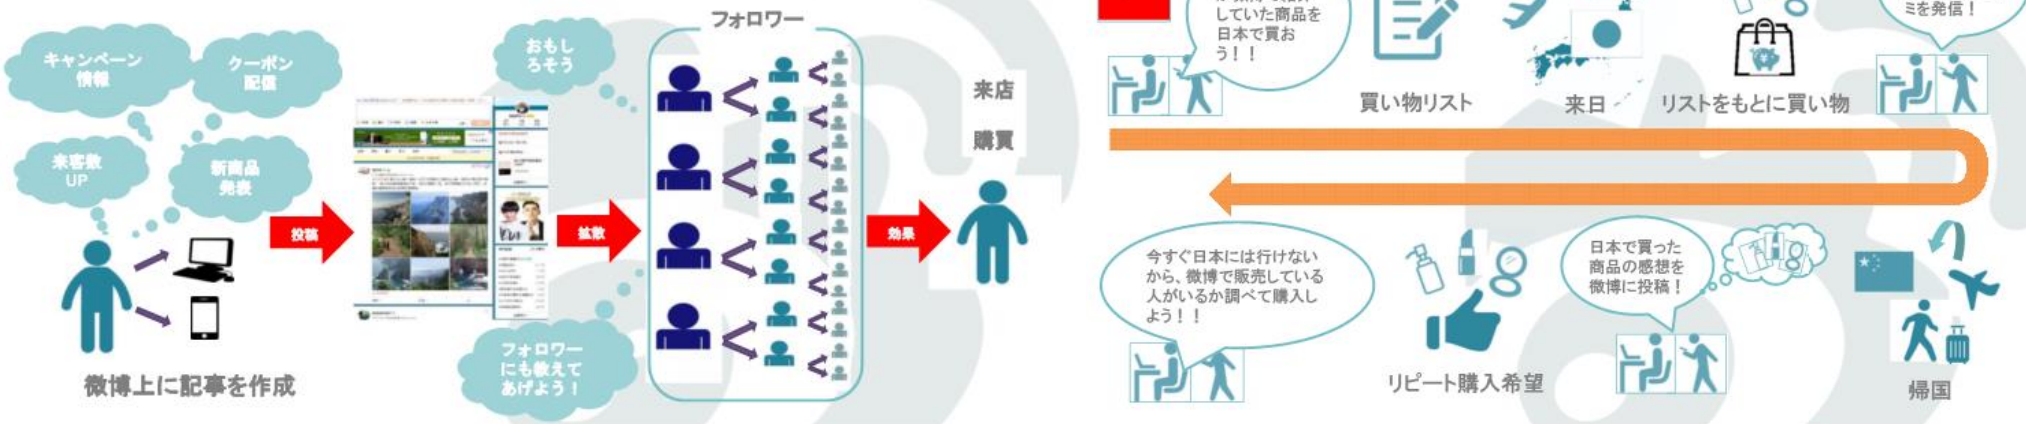 キャンペーン
情報
クーポン
配信
来客数
UP
新商品
発表
微博上に記事を作成
投稿
おもし
ろそう
拡散
フォロワー
にも教えて
あげよう！
フォロワー
効果
来店
購買
していた商品を
日本で買お
う！！
買い物リスト
来日
リストをもとに買い物
ミを発信！
今すぐ日本には行けない
から、微博で販売している
人がいるか調べて購入し
よう！！
リピート購入希望
日本で買った
商品の感想を
微博に投稿！
帰国